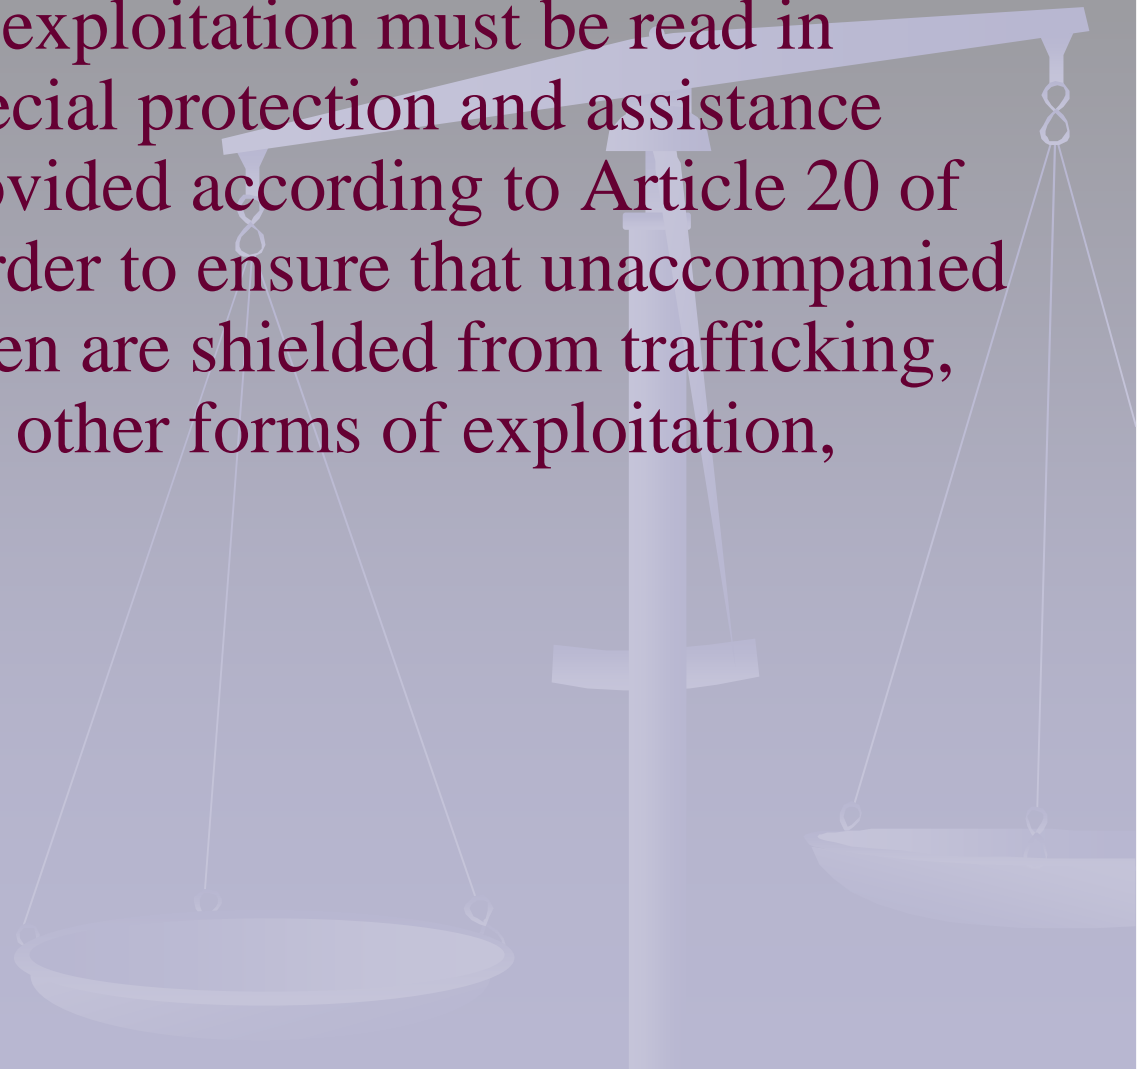 exploitation must be read in
ecial protection and assistance
ovided according to Article 20 of
rder to ensure that unaccompanied
en are shielded from trafficking,
other forms of exploitation,